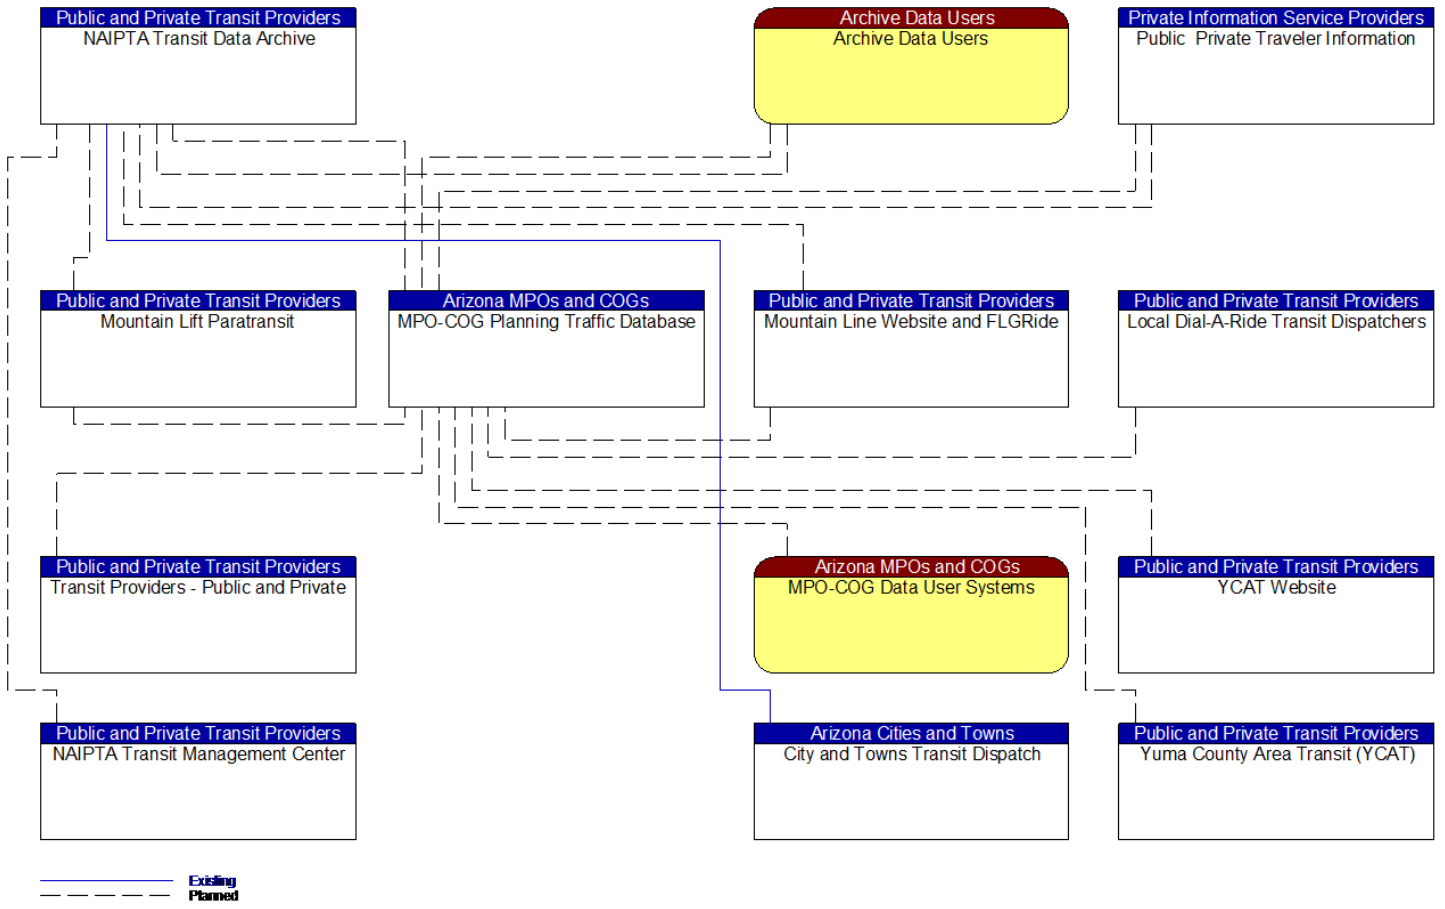 Public and Private Transit Providers
NAIPTA Transit Data Archive
Archive Data Users
Archive Data Users
Private Information Service Providers
Public  Private Traveler Information
Public and Private Transit Providers
Mountain Lift Paratransit
Arizona MPOs and COGs
MPO-COG Planning Traffic Database
Public and Private Transit Providers
Mountain Line Website and FLGRide
Public and Private Transit Providers
Local Dial-A-Ride Transit Dispatchers
Public and Private Transit Providers
Transit Providers - Public and Private
Arizona MPOs and COGs
MPO-COG Data User Systems
Public and Private Transit Providers
YCAT Website
Public and Private Transit Providers
NAIPTA Transit Management Center
Arizona Cities and Towns
City and Towns Transit Dispatch
Public and Private Transit Providers
Yuma County Area Transit (YCAT)
Existing
Planned